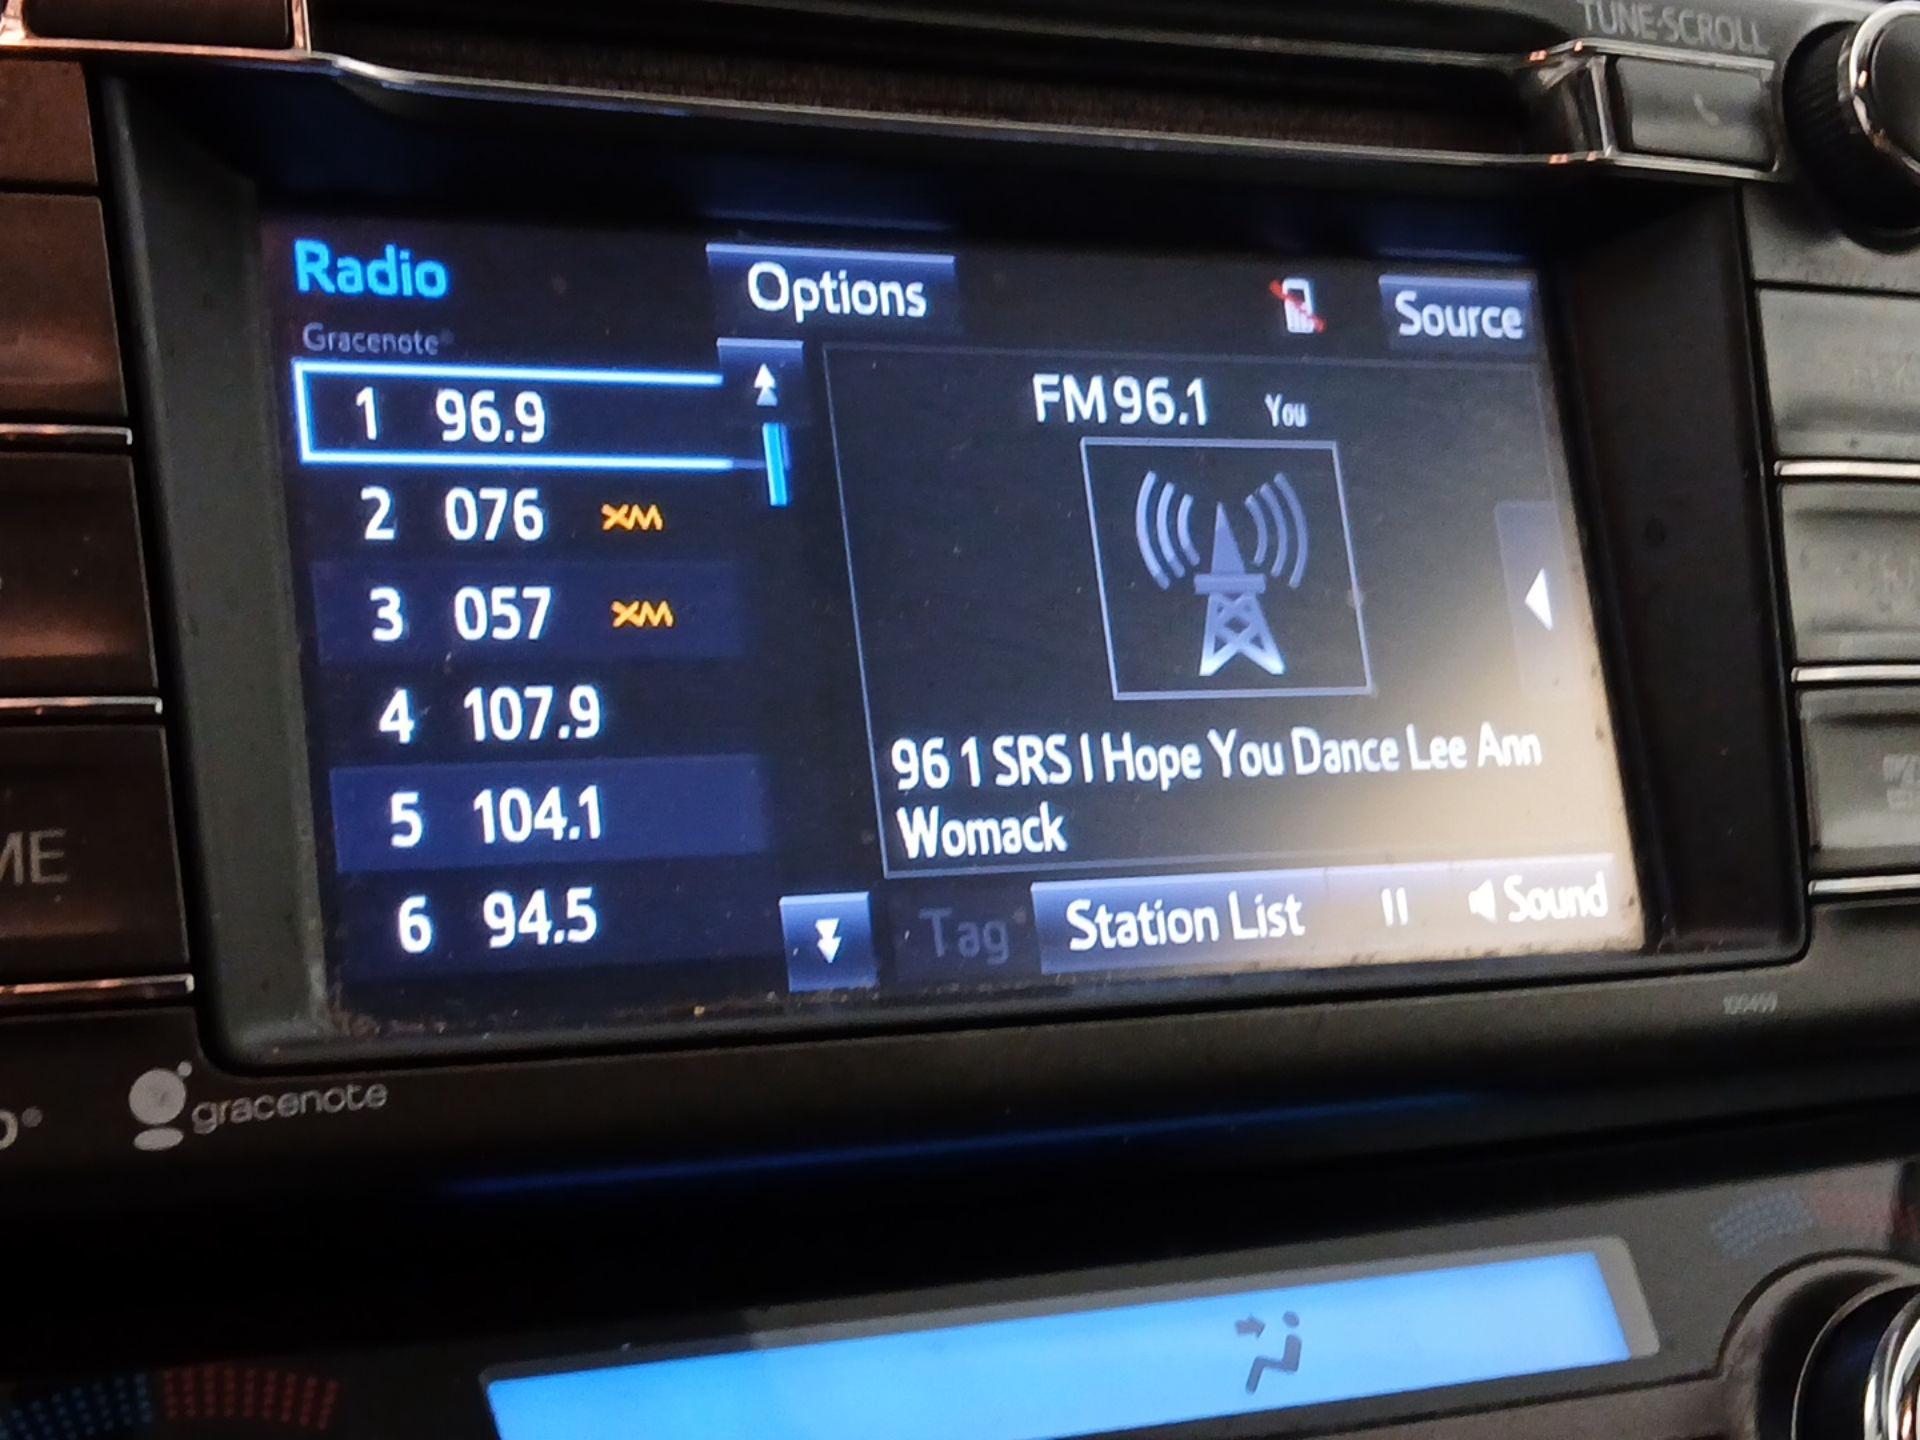 TUNE·SCROLL
Radio
Options
Source
Gracenote®
1 96.9
2 076 XM
3 057 XM
4 107.9
5 104.1
6 94.5
FM 96.1 You
96 1 SRS I Hope You Dance Lee Ann
Womack
Tag
Station List
Sound
gracenote